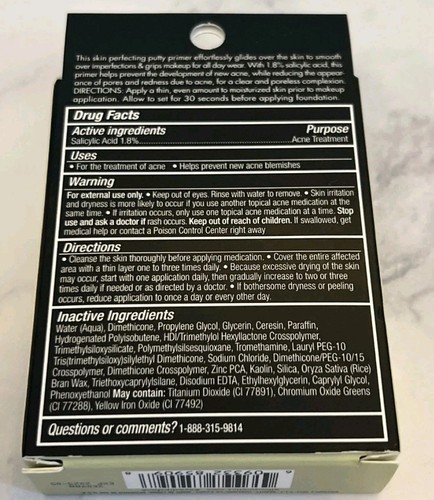 This skin perfecting putty primer effortlessly glides over the skin to smooth
over imperfections & grips makeup for all day wear. With 1.8% salicylic acid, this
primer helps prevent the development of new acne, while reducing the appear-
ance of pores and redness due to acne, for a clear and poreless complexion.
DIRECTIONS: Apply a thin, even amount to moisturized skin prior to makeup
application. Allow to set for 30 seconds before applying foundation.
Drug Facts
Active ingredients Purpose
Salicylic Acid 1.8%...Acne Treatment
Uses
• For the treatment of acne • Helps prevent new acne blemishes
Warning
For external use only. • Keep out of eyes. Rinse with water to remove. • Skin irritation
and dryness is more likely to occur if you use another topical acne medication at the
same time. • If irritation occurs, only use one topical acne medication at a time. Stop
use and ask a doctor if rash occurs. Keep out of reach of children. If swallowed, get
medical help or contact a Poison Control Center right away
Directions
• Cleanse the skin thoroughly before applying medication. • Cover the entire affected
area with a thin layer one to three times daily. • Because excessive drying of the skin
may occur, start with one application daily, then gradually increase to two or three
times daily if needed or as directed by a doctor. • If bothersome dryness or peeling
occurs, reduce application to once a day or every other day.
Inactive Ingredients
Water (Aqua), Dimethicone, Propylene Glycol, Glycerin, Ceresin, Paraffin,
Hydrogenated Polyisobutene, HDI/Trimethylol Hexyllactone Crosspolymer,
Trimethylsiloxysilicate, Polymethylsilsesquioxane, Tromethamine, Lauryl PEG-10
Tris(trimethylsiloxy)silylethyl Dimethicone, Sodium Chloride, Dimethicone/PEG-10/15
Crosspolymer, Dimethicone Crosspolymer, Zinc PCA, Kaolin, Silica, Oryza Sativa (Rice)
Bran Wax, Triethoxycaprylylsilane, Disodium EDTA, Ethylhexylglycerin, Caprylyl Glycol,
Phenoxyethanol May contain: Titanium Dioxide (CI 77891), Chromium Oxide Greens
(CI 77288), Yellow Iron Oxide (CI 77492)
Questions or comments? 1-888-315-9814